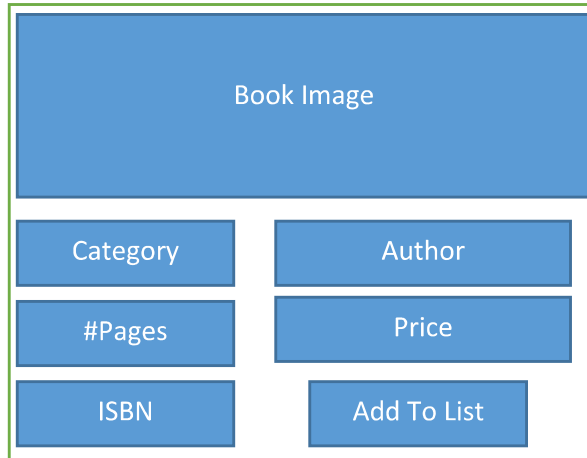 Book Image
Category
Author
#Pages
Price
ISBN
Add To List